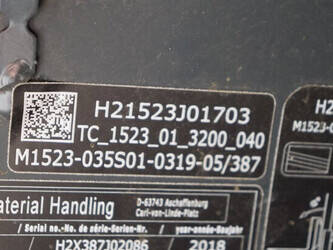 H21523J01703
TC_1523_01_3200_040
M1523-035S01-0319-05/387
aterial Handling
D-63743 Aschaffenburg
Carl-von-Linde-Platz
Serial no./No. de série/Serien-Nr.
year/année/Baujahr
H2X387J02086
2018
M1523-